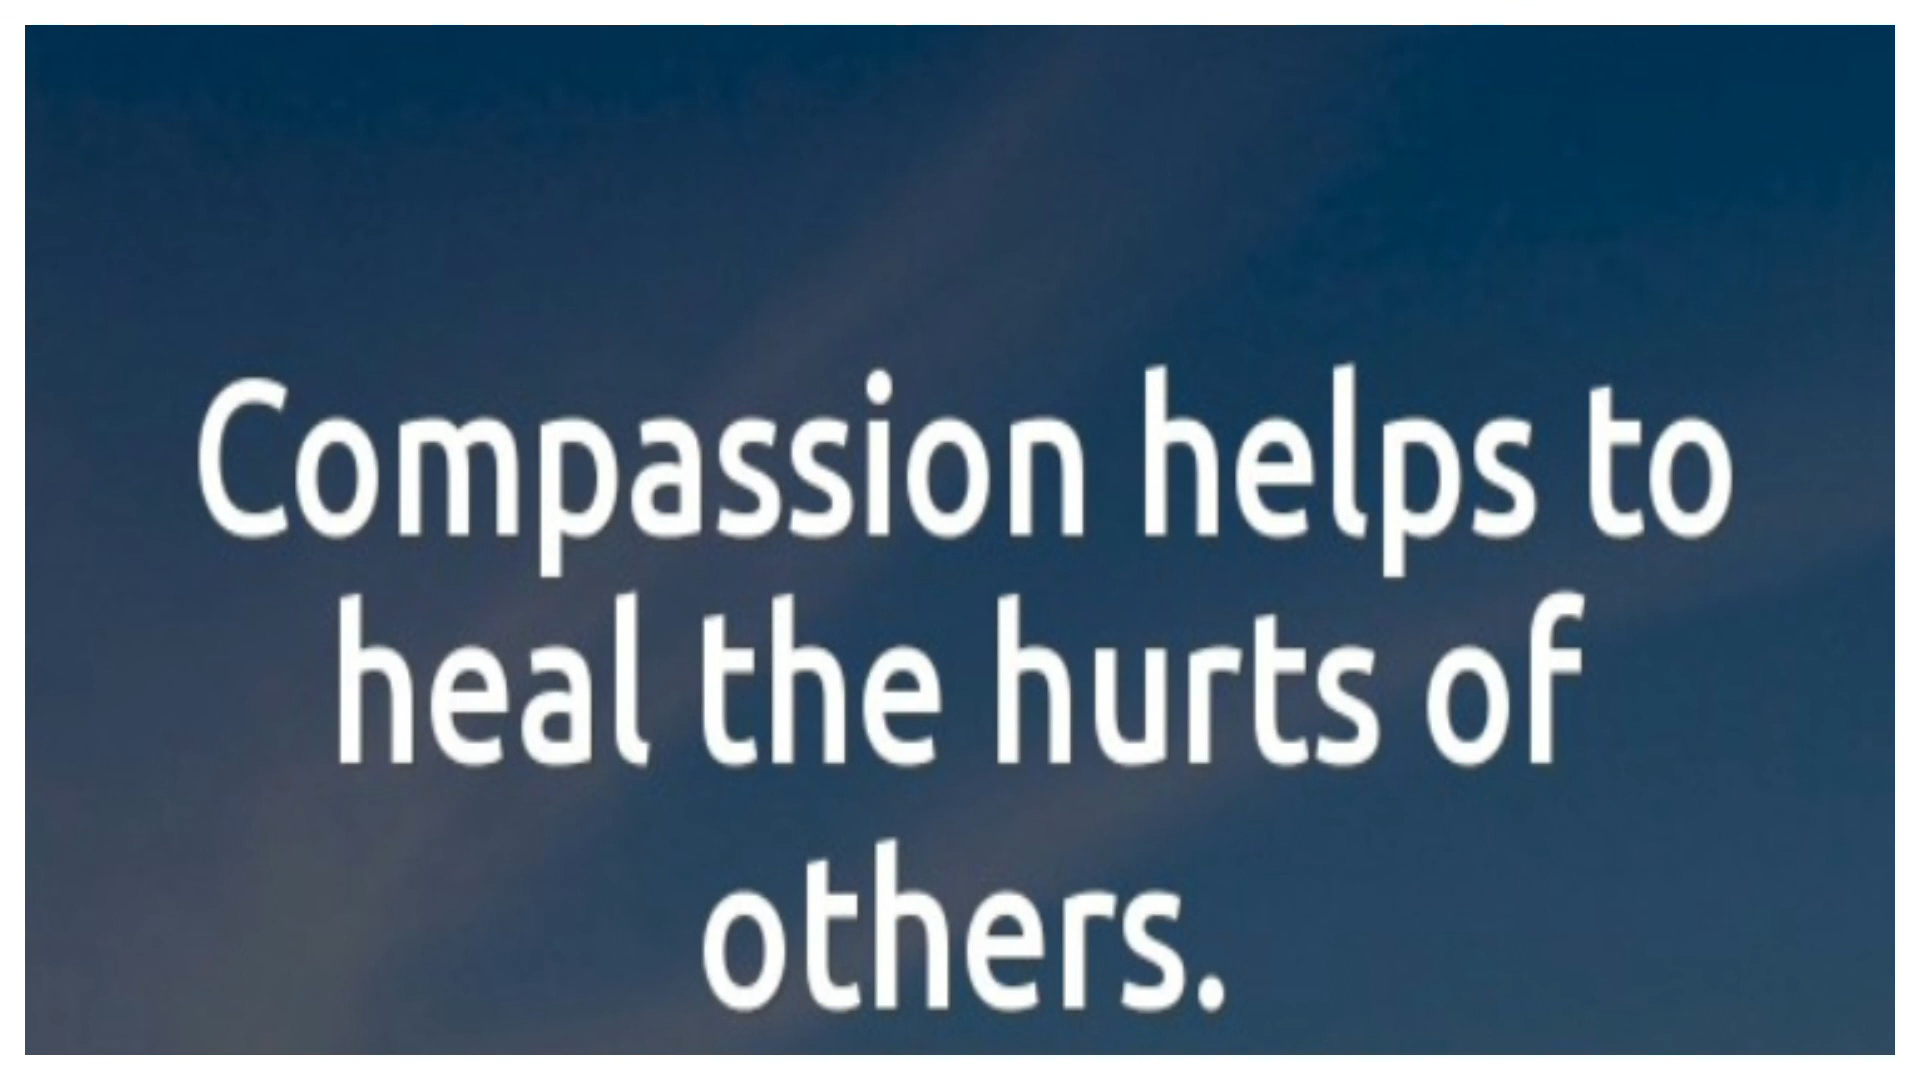 Compassion helps to
heal the hurts of
others.